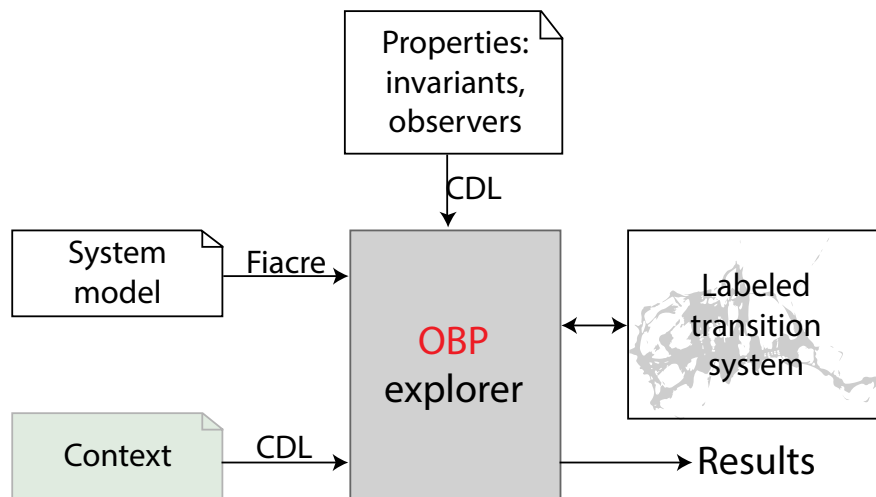 Properties:
invariants,
observers
CDL
System
model
Fiacre
OBP
explorer
Labeled
transition
system
Context
CDL
Results